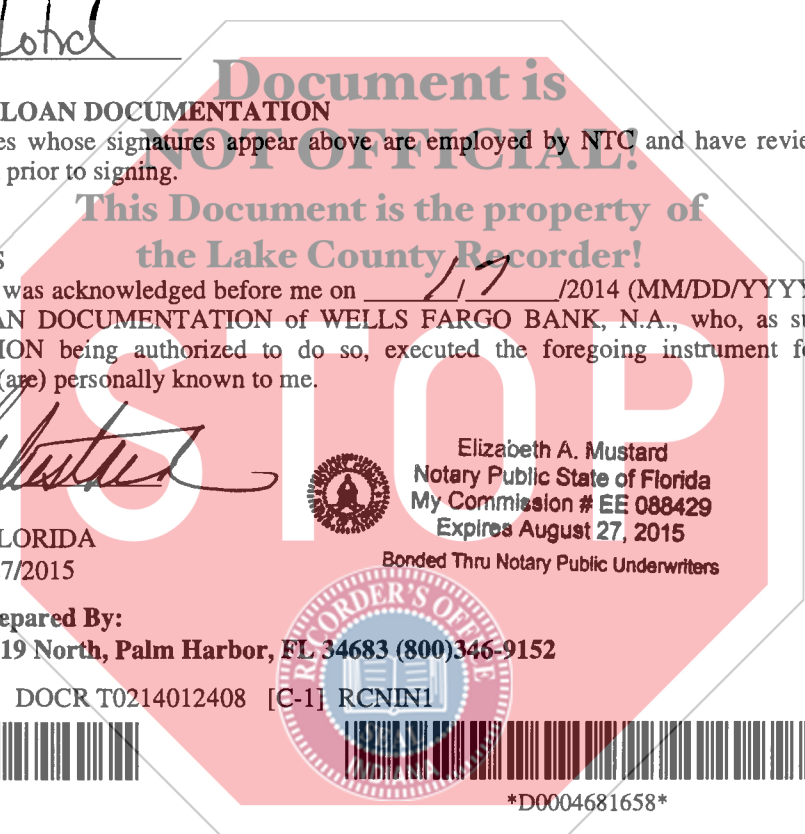 Document is
LOAN DOCUMENTATION
es whose signatures appear above are employed by NTC and have revie
NOT OFFICIAL!
prior to signing.
This Document is the property of
the Lake County Recorder!
S
was acknowledged before me on 1/7/2014 (MM/DD/YYYY
AN DOCUMENTATION of WELLS FARGO BANK, N.A., who, as su
ION being authorized to do so, executed the foregoing instrument fo
(are) personally known to me.
STOP
Elizabeth A. Mustard
Notary Public State of Florida
My Commission # EE 088429
Expires August 27, 2015
Bonded Thru Notary Public Underwriters
LORIDA
7/2015
epared By:
19 North, Palm Harbor, FL 34683 (800)346-9152
RECORDER'S OFFICE
DOCR T0214012408 [C-1] RCNIN1
SEAL
INDIANA
*D0004681658*